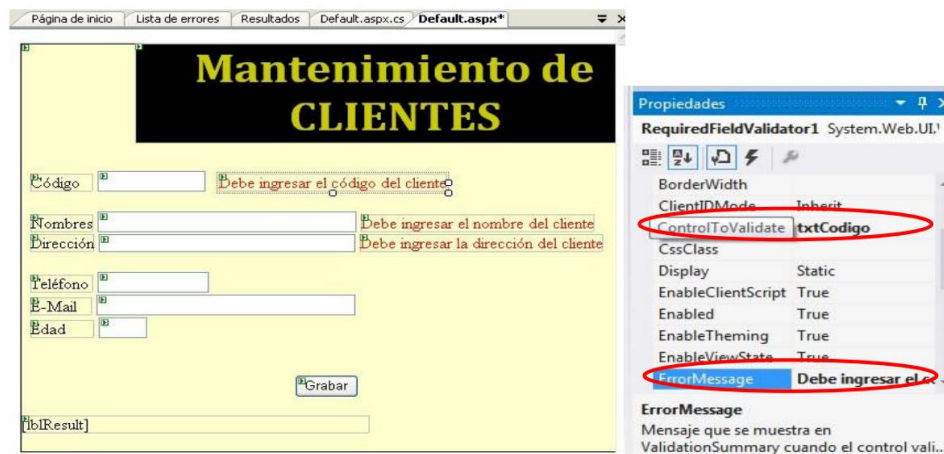 Página de inicio Lista de errores Resultados Default.aspx.cs Default.aspx*
Mantenimiento de
CLIENTES
Código Debe ingresar el código del cliente
Nombres Debe ingresar el nombre del cliente
Dirección Debe ingresar la dirección del cliente
Teléfono
E-Mail
Edad
Grabar
[lblResult]
Propiedades
RequiredFieldValidator1 System.Web.UI.
BorderWidth
ClientIDMode Inherit
ControlToValidate txtCodigo
CssClass
Display Static
EnableClientScript True
Enabled True
EnableTheming True
EnableViewState True
ErrorMessage Debe ingresar el
ErrorMessage
Mensaje que se muestra en
ValidationSummary cuando el control vali..